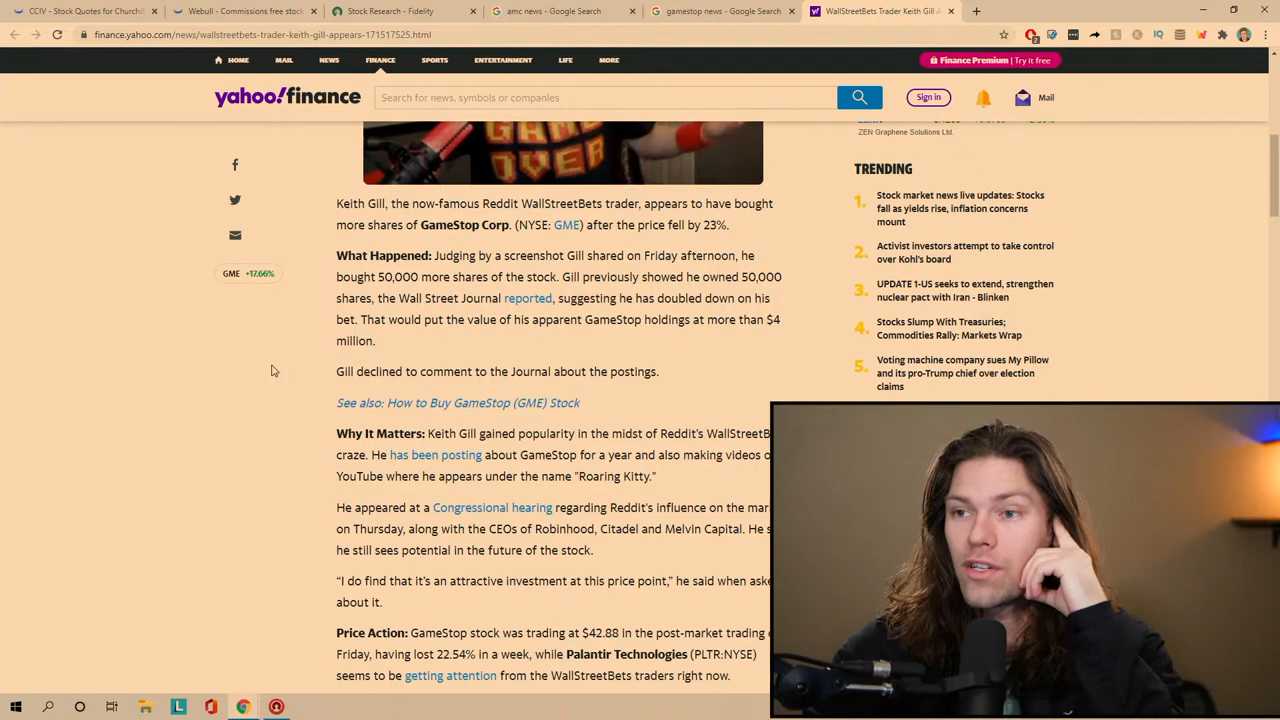 CCIV - Stock Quotes for Churchil
Webull - Commissions free stock
Stock Research - Fidelity
amc news - Google Search
gamestop news - Google Search
WallStreetBets Trader Keith Gill A
finance.yahoo.com/news/wallstreetbets-trader-keith-gill-appears-171517525.html
HOME
MAIL
NEWS
FINANCE
SPORTS
ENTERTAINMENT
LIFE
MORE
Finance Premium | Try it free
yahoo!finance
Search for news, symbols or companies
Sign in
Mail
GAME
OVER
ZEN Graphene Solutions Ltd.
GME +17.66%
Keith Gill, the now-famous Reddit WallStreetBets trader, appears to have bought
more shares of GameStop Corp. (NYSE: GME) after the price fell by 23%.
What Happened: Judging by a screenshot Gill shared on Friday afternoon, he
bought 50,000 more shares of the stock. Gill previously showed he owned 50,000
shares, the Wall Street Journal reported, suggesting he has doubled down on his
bet. That would put the value of his apparent GameStop holdings at more than $4
million.
Gill declined to comment to the Journal about the postings.
See also: How to Buy GameStop (GME) Stock
Why It Matters: Keith Gill gained popularity in the midst of Reddit's WallStreetB
craze. He has been posting about GameStop for a year and also making videos o
YouTube where he appears under the name "Roaring Kitty."
He appeared at a Congressional hearing regarding Reddit's influence on the mar
on Thursday, along with the CEOs of Robinhood, Citadel and Melvin Capital. He s
he still sees potential in the future of the stock.
“I do find that it's an attractive investment at this price point,” he said when aske
about it.
Price Action: GameStop stock was trading at $42.88 in the post-market trading o
Friday, having lost 22.54% in a week, while Palantir Technologies (PLTR:NYSE)
seems to be getting attention from the WallStreetBets traders right now.
TRENDING
1. Stock market news live updates: Stocks
fall as yields rise, inflation concerns
mount
2. Activist investors attempt to take control
over Kohl's board
3. UPDATE 1-US seeks to extend, strengthen
nuclear pact with Iran - Blinken
4. Stocks Slump With Treasuries;
Commodities Rally: Markets Wrap
5. Voting machine company sues My Pillow
and its pro-Trump chief over election
claims